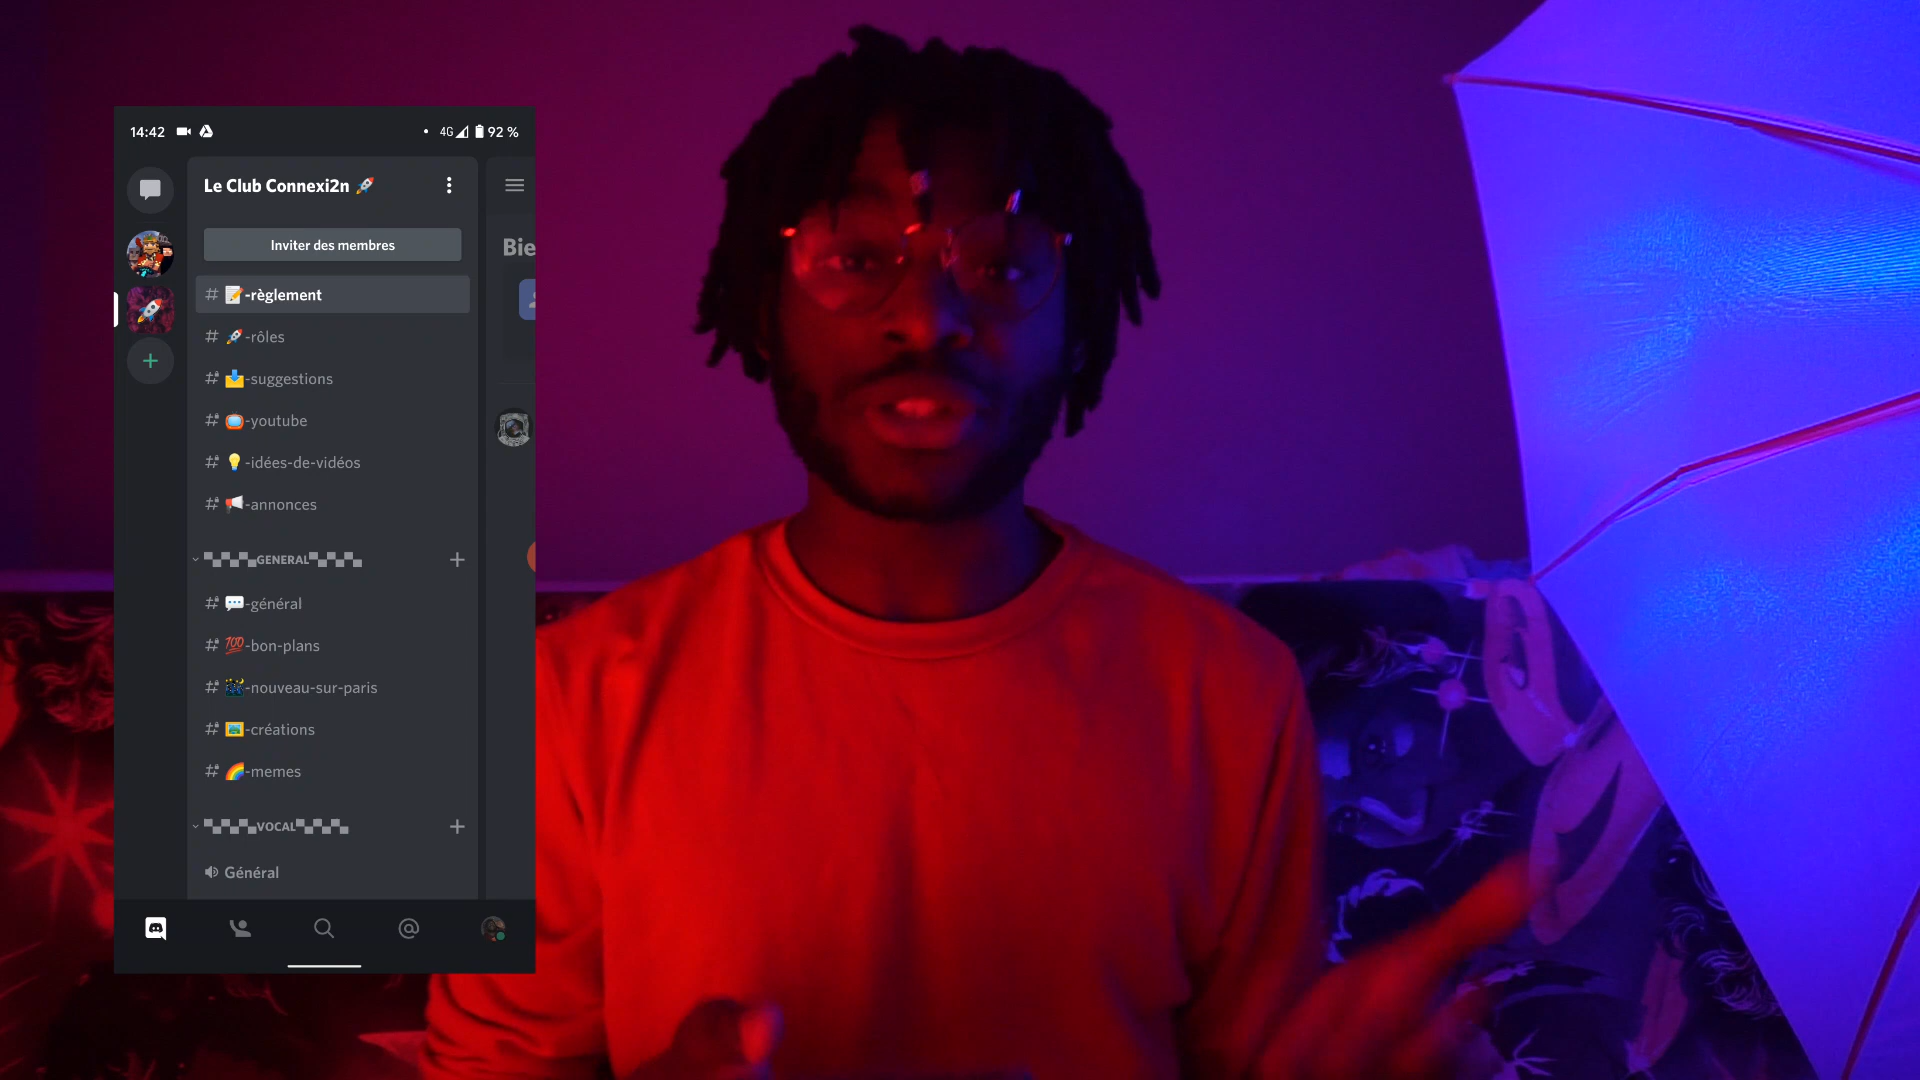 14:42
4G 92 %
Le Club Connexi2n 🚀
Inviter des membres
Bie
# 📝-règlement
# 🚀-rôles
# 📩-suggestions
# 📺-youtube
# 💡-idées-de-vidéos
# 📢-annonces
▀▄▀▄▀▄GENERAL▀▄▀▄▀▄
# 💬-général
# 💯-bon-plans
# 🌃-nouveau-sur-paris
# 🖼️-créations
# 🌈-memes
▀▄▀▄▀▄VOCAL▀▄▀▄▀▄
Général